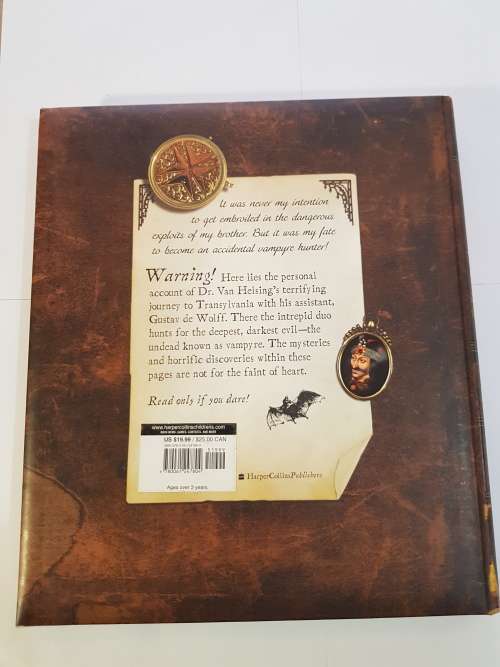 It was never my intention
to get embroiled in the dangerous
exploits of my brother. But it was my fate
to become an accidental vampyre hunter!
Warning! Here lies the personal
account of Dr. Van Helsing's terrifying
journey to Transylvania with his assistant,
Gustav de Wolff. There the intrepid duo
hunts for the deepest, darkest evil—the
undead known as vampyre. The mysteries
and horrific discoveries within these
pages are not for the faint of heart.
Read only if you dare!
www.harpercollinschildrens.com
US $19.99 / $25.00 CAN
Ages over 3 years
HarperCollinsPublishers